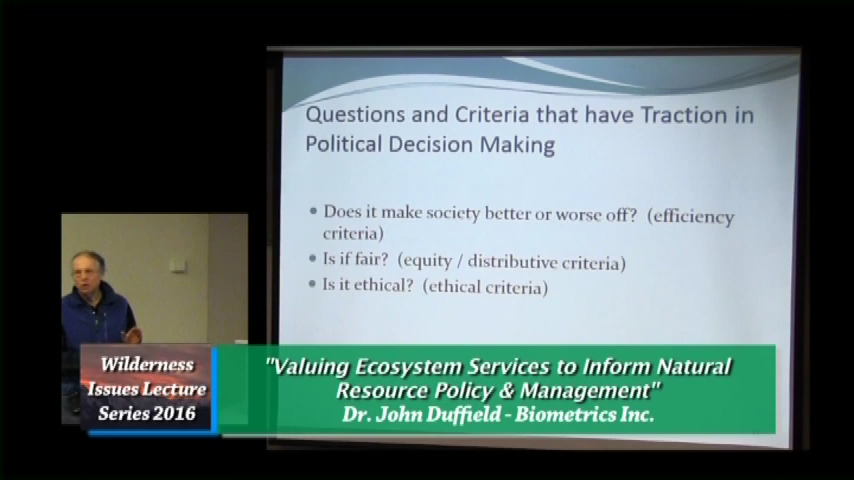 Questions and Criteria that have Traction in
Political Decision Making
• Does it make society better or worse off? (efficiency
criteria)
• Is if fair? (equity / distributive criteria)
• Is it ethical? (ethical criteria)
Wilderness
Issues Lecture
Series 2016
"Valuing Ecosystem Services to Inform Natural
Resource Policy & Management"
Dr. John Duffield - Biometrics Inc.